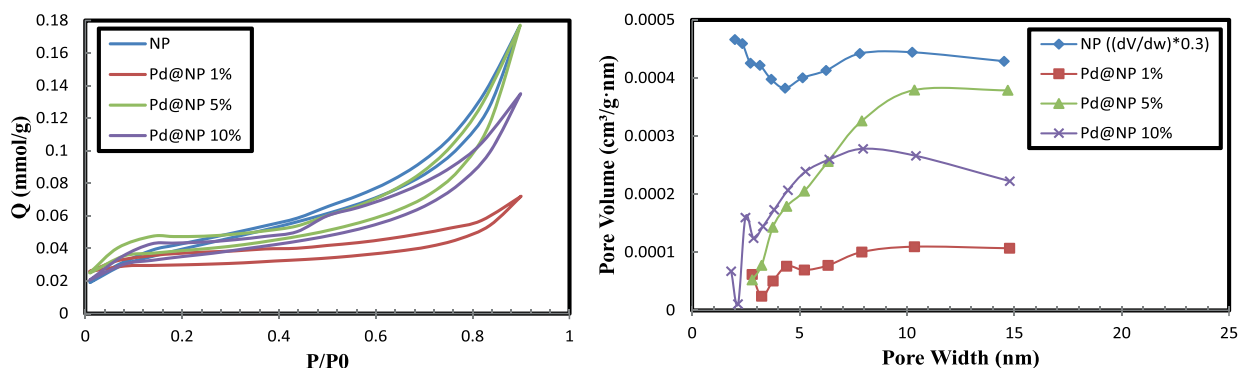 0.18
0.16
0.14
0.12
0.1
0.08
0.06
0.04
0.02
0
Q (mmol/g)
NP
Pd@NP 1%
Pd@NP 5%
Pd@NP 10%
0 0.2 0.4 0.6 0.8 1
P/P0
0.0005
0.0004
0.0003
0.0002
0.0001
0
Pore Volume (cm³/g·nm)
NP ((dV/dw)*0.3)
Pd@NP 1%
Pd@NP 5%
Pd@NP 10%
0 5 10 15 20 25
Pore Width (nm)